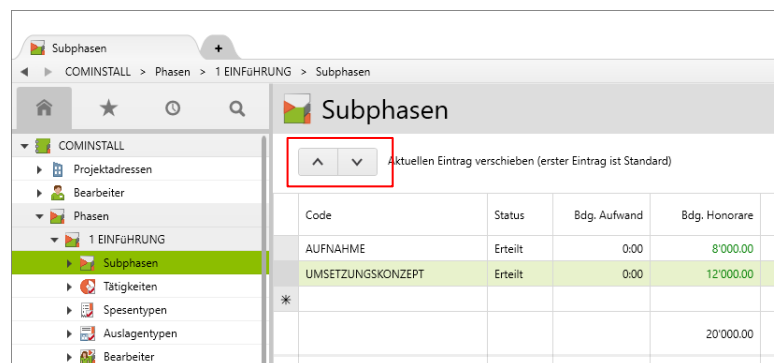 Subphasen
+
COMINSTALL > Phasen > 1 EINFüHRUNG > Subphasen
Subphasen
COMINSTALL
Projektadressen
Bearbeiter
Phasen
1 EINFüHRUNG
Subphasen
Tätigkeiten
Spesentypen
Auslagentypen
Bearbeiter
Aktuellen Eintrag verschieben (erster Eintrag ist Standard)
Code Status Bdg. Aufwand Bdg. Honorare
AUFNAHME Erteilt 0:00 8'000.00
UMSETZUNGSKONZEPT Erteilt 0:00 12'000.00
20'000.00